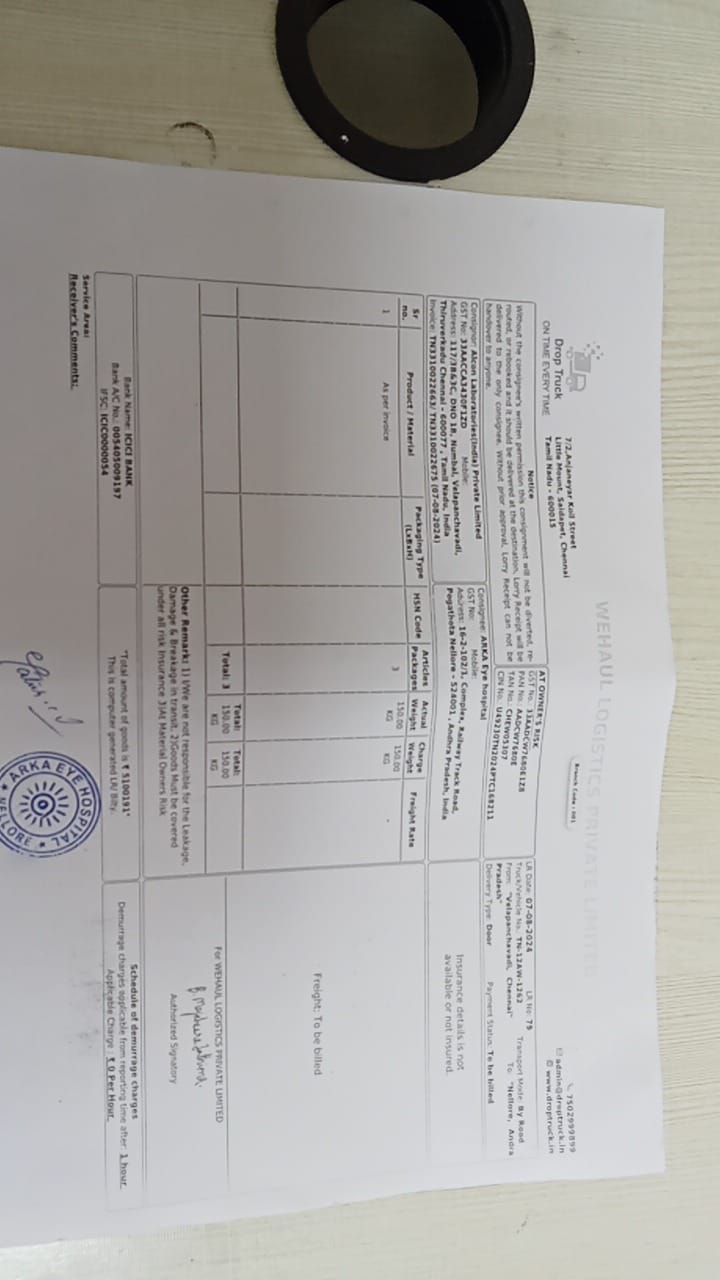 WEHAUL LOGISTICS PRIVATE LIMITED
Branch Code : H01
Drop Truck
ON TIME EVERY TIME
7/2,Anjaneyar Koil Street
Little Mount, Saidapet, Chennai
Tamil Nadu - 600015
7502999899
admin@droptruck.in
www.droptruck.in
Notice
Without the consignee's written permission this consignment will not be diverted, re-
routed, or rebooked and it should be delivered at the destination, Lorry Receipt will be
delivered to the only consignee. Without prior approval, Lorry Receipt can not be
handover to anyone.
AT OWNER'S RISK
GST No. 33AADCW7680E1Z8
PAN No. AADCW7680E
TAN No. CHEW05107
CIN No. U49230TN2024PTC168211
LR Date: 07-08-2024 LR No: 79
Truck/Vehicle No. TN-12AW-1262 Transport Mode: By Road
From: "Velapanchavadi, Chennai" To: "Nellore, Andra
Pradesh"
Delivery Type: Door Payment Status: To be billed
Consignor: Alcon Laboratories(India) Private Limited
GST No: 33AACCA3430P1ZD Mobile:
Address: 117/3B&3C, DNO 18, Numbal, Velapanchavadi,
Thiruverkadu Chennai - 600077 , Tamil Nadu, India
Invoice: TN3310022663/ TN3310022675 (07-08-2024)
Consignee: ARKA Eye hospital
GST No: Mobile:
Address: 16-2-102/1, Complex, Railway Track Road,
Pogathota Nellore - 524001 , Andhra Pradesh, India
Insurance details is not
available or not insured.
Sr no. Product / Material Packaging Type (LxBxH) HSN Code Articles Packages Actual Weight Charge Weight Freight Rate
1 As per invoice 3 150.00 KG 150.00 KG -
Freight: To be billed
Total: 3 Total: 150.00 KG Total: 150.00 KG
Other Remark: 1) I/We are not responsible for the Leakage,
Damage & Breakage in transit. 2)Goods Must be covered
under all risk Insurance 3)At Material Owners Risk
For WEHAUL LOGISTICS PRIVATE LIMITED
Authorized Signatory
Bank Name: ICICI BANK
Bank A/C No.: 005405009197
IFSC: ICIC0000054
"Total amount of goods is ₹ 5100191"
This is computer generated LR/ Bilty.
Schedule of demurrage charges
Demurrage charges applicable from reporting time after 1 hour.
Applicable Charge : ₹ 0 Per Hour.
Service Area:
Receiver's Comments:
ARKA EYE HOSPITAL
NELLORE